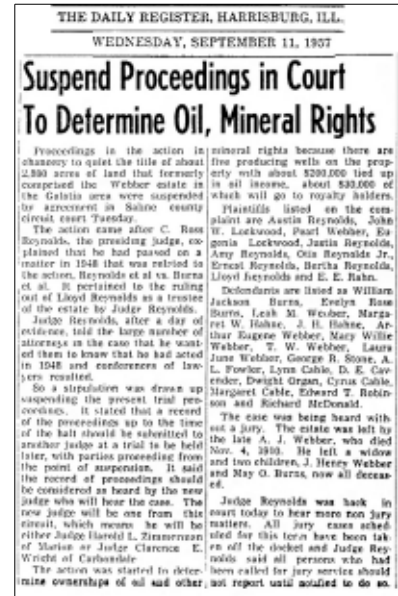 THE DAILY REGISTER, HARRISBURG, ILL.
WEDNESDAY, SEPTEMBER 11, 1957
Suspend Proceedings in Court
To Determine Oil, Mineral Rights
Proceedings in the action in
chancery to quiet the title of about
2,800 acres of land that formerly
comprised the Webber estate in
the Galatia area were suspended
by agreement in Saline county
circuit court Tuesday.
The action came after C. Ross
Reynolds, the presiding judge, ex-
plained that he had passed on a
matter in 1948 that was related to
the action, Reynolds et al vs. Burns
et al. It pertained to the ruling
out of Lloyd Reynolds as a trustee
of the estate by Judge Reynolds.
Judge Reynolds, after a day of
evidence, told the large number of
attorneys in the case that he want-
ed them to know that he had acted
in 1948 and conferences of law-
yers resulted.
So a stipulation was drawn up
suspending the present trial pro-
ceedings. It stated that a record
of the proceedings up to the time
of the halt should be submitted to
another judge at a trial to be held
later, with parties proceeding from
the point of suspension. It said
the record of proceedings should
be considered as heard by the new
judge who will hear the case. The
new judge will be one from this
circuit, which means he will be
either Judge Harold L. Zimmerman
of Marion or Judge Clarence E.
Wright of Carbondale
The action was started to deter-
mine ownerships of oil and other
mineral rights because there are
five producing wells on the prop-
erty with about $200,000 tied up
in oil income, about $30,000 of
which will go to royalty holders.
Plaintiffs listed on the com-
plaint are Austin Reynolds, John
W. Lockwood, Pearl Webber, Eu-
genia Lockwood, Justis Reynolds,
Amy Reynolds, Otis Reynolds Jr.,
Ernest Reynolds, Bertha Reynolds,
Lloyd Reynolds and E. E. Hahn.
Defendants are listed as William
Jackson Burns, Evelyn Rose
Burns, Leah M. Webber, Marga-
ret W. Hahne, J. H. Hahne, Ar-
thur Eugene Webber, Mary Willie
Webber, T. W. Webber, Laura
June Webber, George R. Stone, A.
L. Fowler, Lynn Cable, D. E. Cav-
ender, Dwight Organ, Cyrus Cable,
Margaret Cable, Edward T. Robin-
son and Richard McDonald.
The case was being heard with-
out a jury. The estate was left by
the late A. J. Webber, who died
Nov. 4, 1910. He left a widow
and two children, J. Henry Webber
and May O. Burns, now all deceas-
ed.
Judge Reynolds was back in
court today to hear more non jury
matters. All jury cases sched-
uled for this term have been tak-
en off the docket and Judge Rey-
nolds said all persons who had
been called for jury service should
not report until notified to do so.